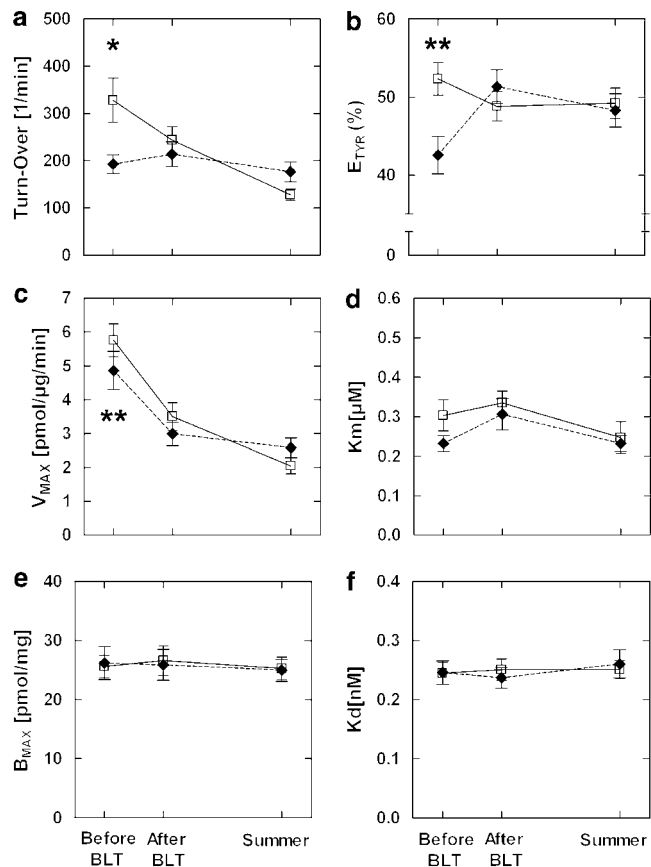 a
500
400
300
200
100
0
Turn-Over [1/min]
*
b
60
50
40
0
E_TYR (%)
**
c
7
6
5
4
3
2
1
0
V_MAX [pmol/µg/min]
**
d
0.6
0.5
0.4
0.3
0.2
0.1
0.0
Km[µM]
e
40
30
20
10
0
B_MAX [pmol/mg]
Before BLT
After BLT
Summer
f
0.4
0.3
0.2
0.1
0.0
Kd[nM]
Before BLT
After BLT
Summer